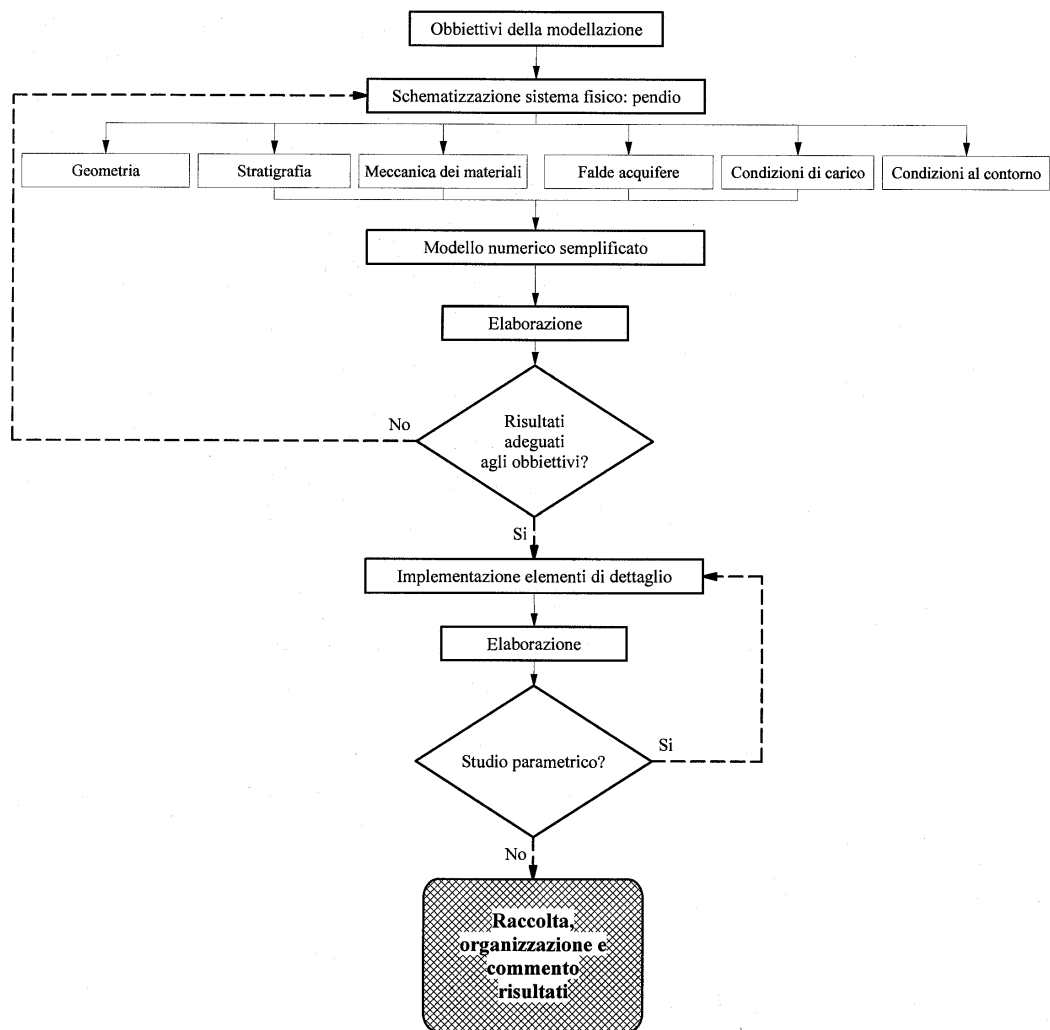 Obbiettivi della modellazione
Schematizzazione sistema fisico: pendio
Geometria
Stratigrafia
Meccanica dei materiali
Falde acquifere
Condizioni di carico
Condizioni al contorno
Modello numerico semplificato
Elaborazione
No
Risultati
adeguati
agli obbiettivi?
Si
Implementazione elementi di dettaglio
Elaborazione
Studio parametrico?
Si
No
Raccolta,
organizzazione e
commento
risultati